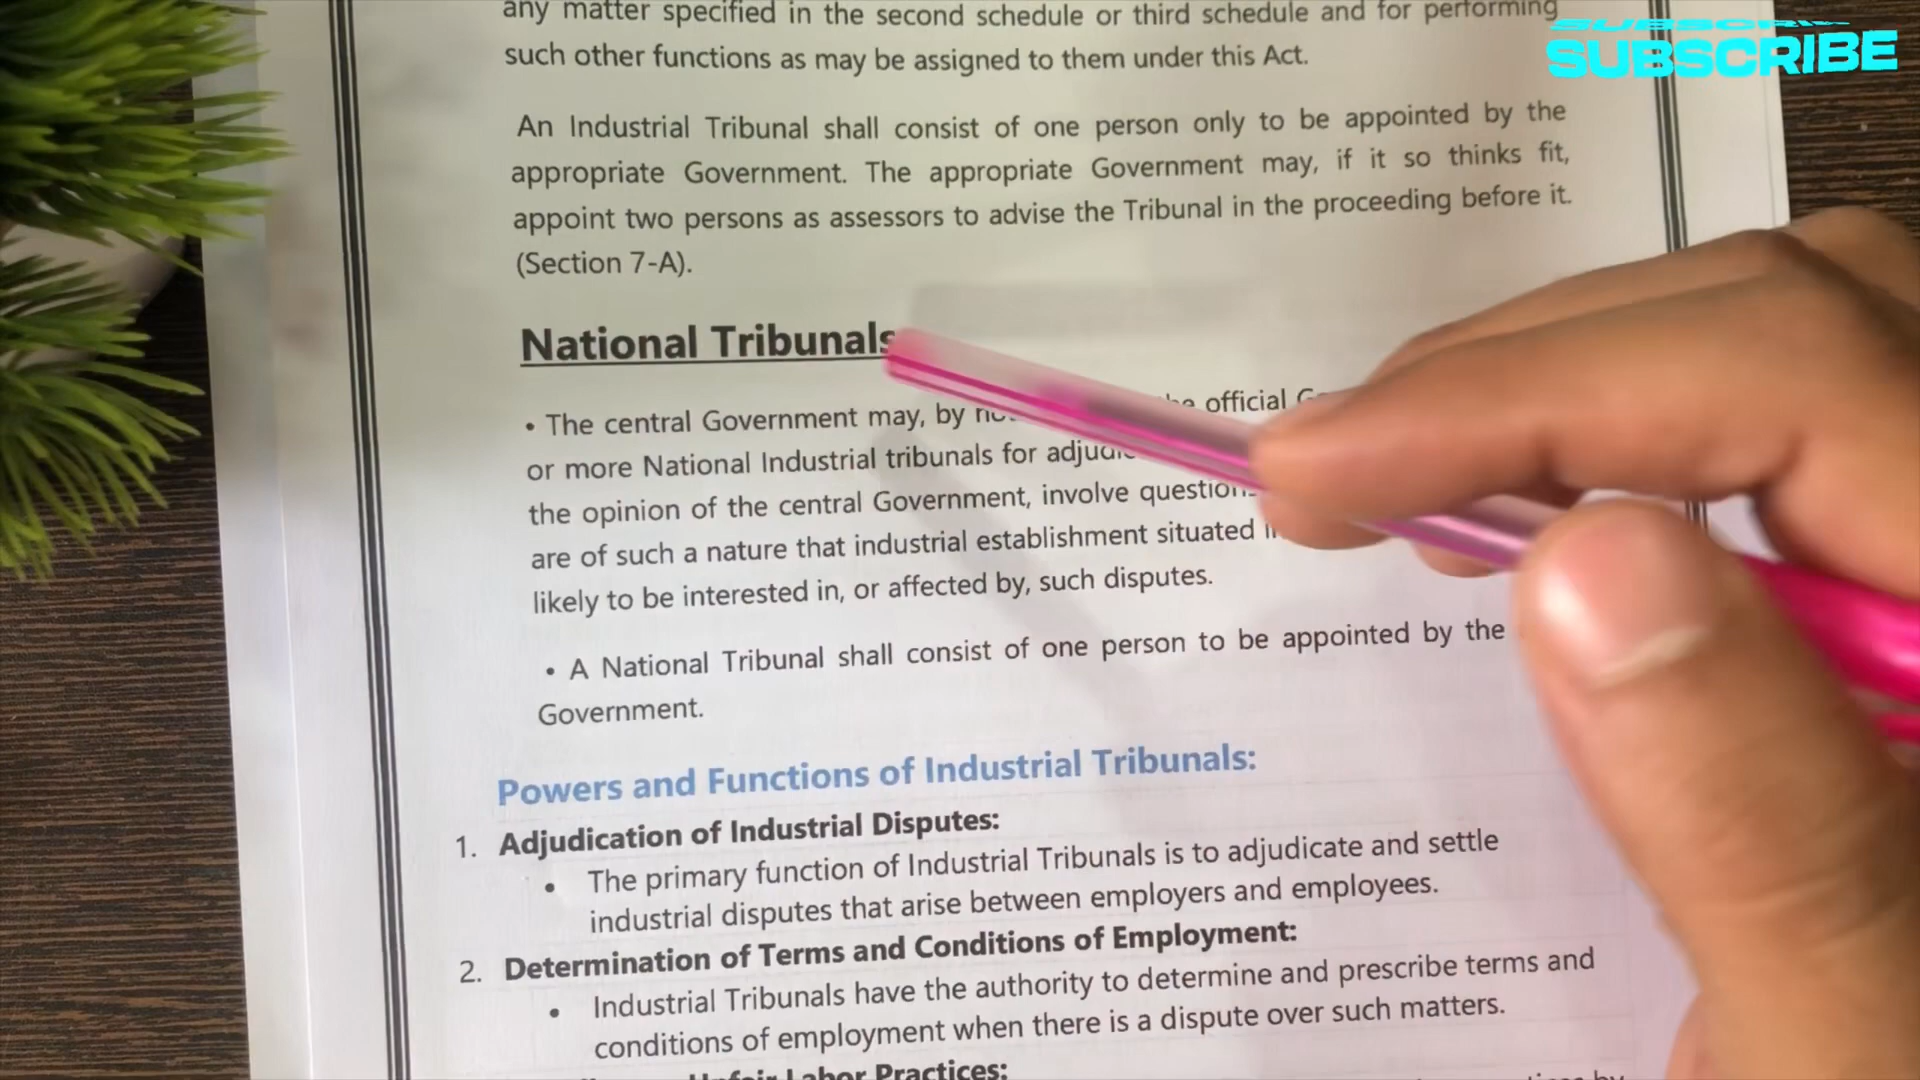 any matter specified in the second schedule or third schedule and for performing
such other functions as may be assigned to them under this Act.
SUBSCRIBE
SUBSCRIBE
An Industrial Tribunal shall consist of one person only to be appointed by the
appropriate Government. The appropriate Government may, if it so thinks fit,
appoint two persons as assessors to advise the Tribunal in the proceeding before it.
(Section 7-A).
National Tribunals
• The central Government may, by official
or more National Industrial tribunals for
the opinion of the central Government, involve
are of such a nature that industrial establishment situated
likely to be interested in, or affected by, such disputes.
• A National Tribunal shall consist of one person to be appointed by the
Government.
Powers and Functions of Industrial Tribunals:
1. Adjudication of Industrial Disputes:
• The primary function of Industrial Tribunals is to adjudicate and settle
industrial disputes that arise between employers and employees.
2. Determination of Terms and Conditions of Employment:
• Industrial Tribunals have the authority to determine and prescribe terms and
conditions of employment when there is a dispute over such matters.
Unfair Labor Practices: